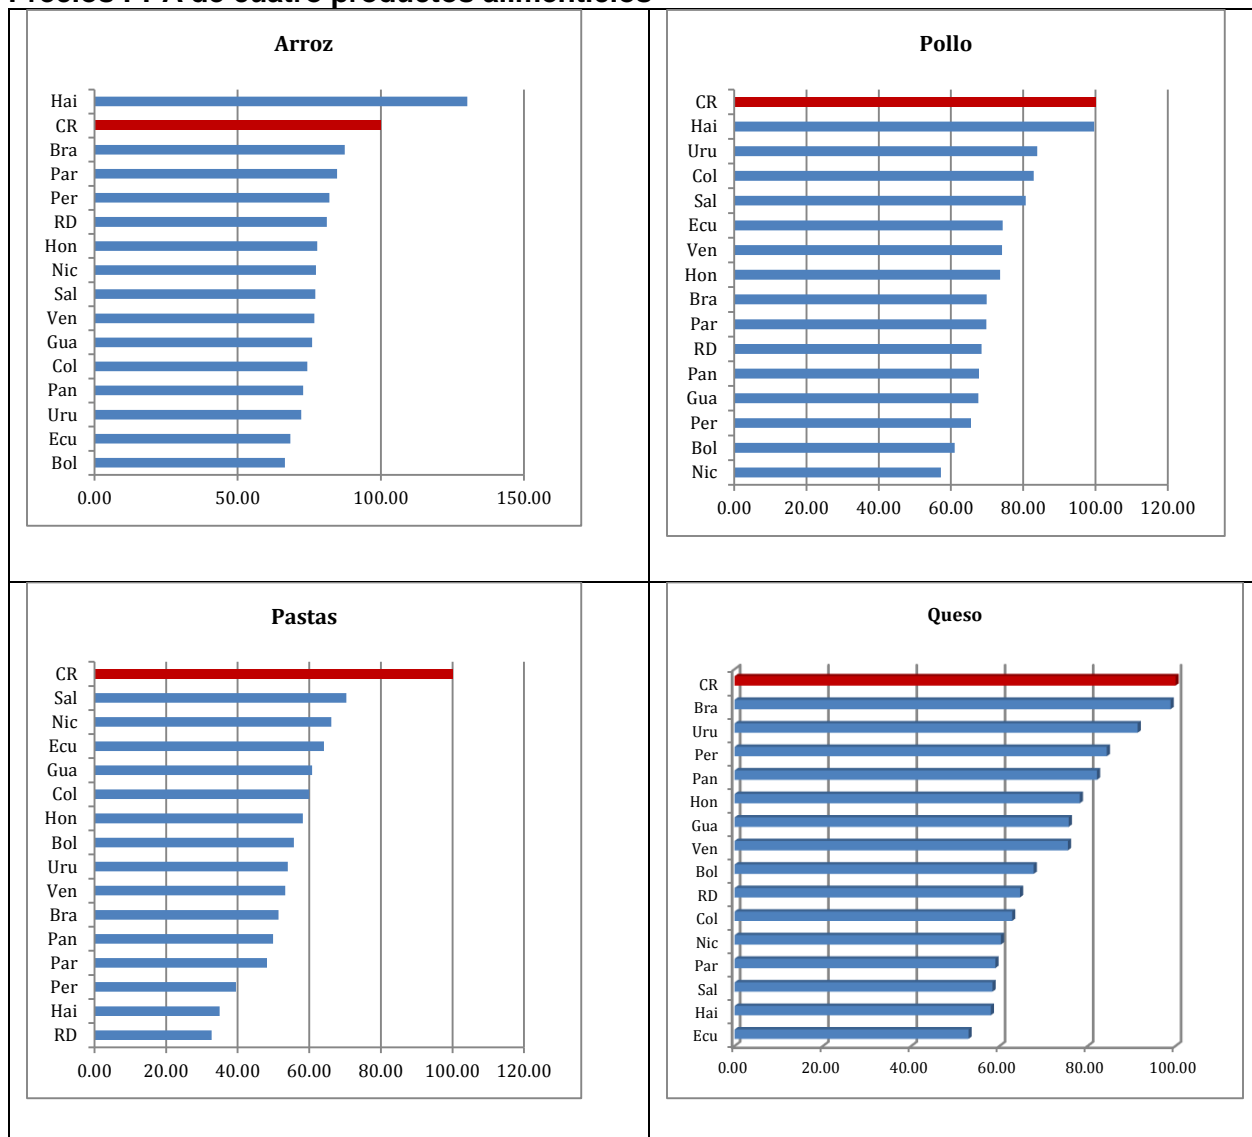 Precios PPA de cuatro productos alimenticios
Arroz
Hai
CR
Bra
Par
Per
RD
Hon
Nic
Sal
Ven
Gua
Col
Pan
Uru
Ecu
Bol
0.00 50.00 100.00 150.00
Pollo
CR
Hai
Uru
Col
Sal
Ecu
Ven
Hon
Bra
Par
RD
Pan
Gua
Per
Bol
Nic
0.00 20.00 40.00 60.00 80.00 100.00 120.00
Pastas
CR
Sal
Nic
Ecu
Gua
Col
Hon
Bol
Uru
Ven
Bra
Pan
Par
Per
Hai
RD
0.00 20.00 40.00 60.00 80.00 100.00 120.00
Queso
CR
Bra
Uru
Per
Pan
Hon
Gua
Ven
Bol
RD
Col
Nic
Par
Sal
Hai
Ecu
0.00 20.00 40.00 60.00 80.00 100.00